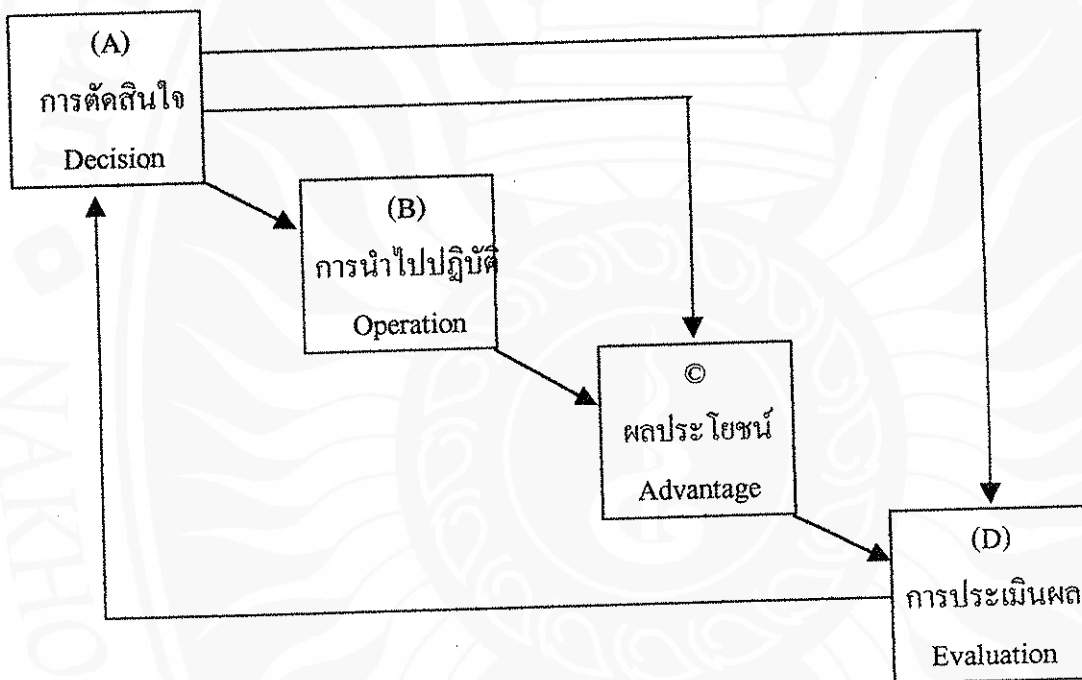 (A)
การตัดสินใจ
Decision
(B)
การนำไปปฏิบัติ
Operation
©
ผลประโยชน์
Advantage
(D)
การประเมินผล
Evaluation
NAKHO